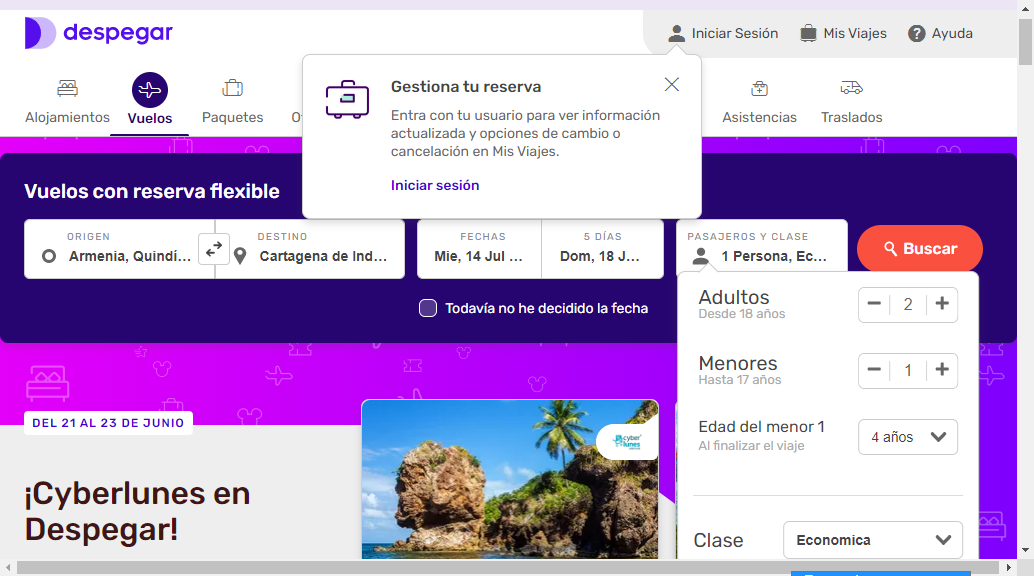 despegar
Iniciar Sesión
Mis Viajes
Ayuda
Alojamientos
Vuelos
Paquetes
Asistencias
Traslados
Gestiona tu reserva
Entra con tu usuario para ver información
actualizada y opciones de cambio o
cancelación en Mis Viajes.
Iniciar sesión
Vuelos con reserva flexible
ORIGEN
Armenia, Quindí...
DESTINO
Cartagena de Ind...
FECHAS
Mie, 14 Jul ...
5 DÍAS
Dom, 18 J...
PASAJEROS Y CLASE
1 Persona, Ec...
Buscar
Todavía no he decidido la fecha
Adultos
Desde 18 años
2
Menores
Hasta 17 años
1
Edad del menor 1
Al finalizar el viaje
4 años
Clase
Economica
DEL 21 AL 23 DE JUNIO
¡Cyberlunes en
Despegar!
cyber
lunes